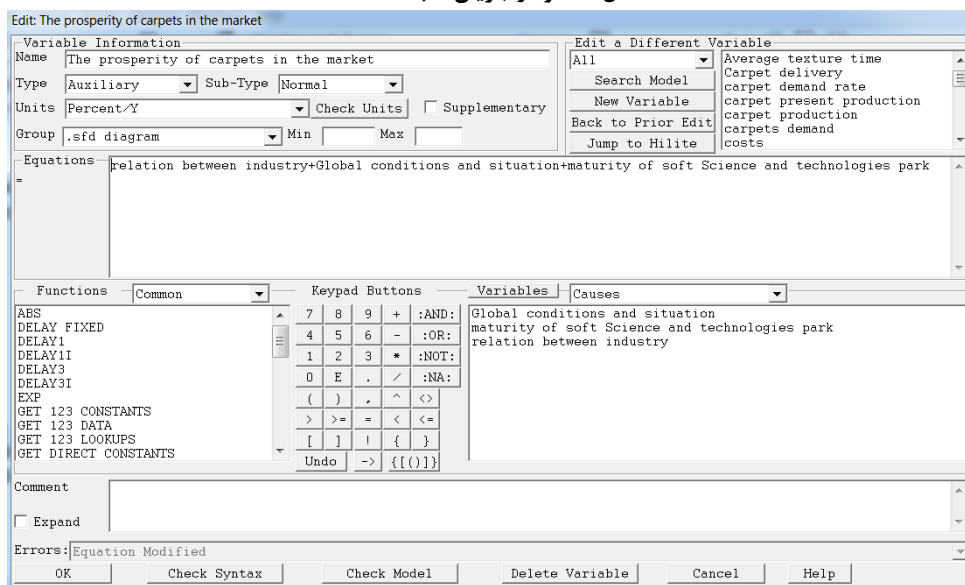 Edit: The prosperity of carpets in the market
Variable Information
Name The prosperity of carpets in the market
Type Auxiliary Sub-Type Normal
Units Percent/Y Check Units Supplementary
Group .sfd diagram Min Max
Edit a Different Variable
All
Search Model
New Variable
Back to Prior Edit
Jump to Hilite
Average texture time
Carpet delivery
carpet demand rate
carpet present production
carpet production
carpets demand
costs
Equations
=
relation between industry+Global conditions and situation+maturity of soft Science and technologies park
Functions Common
ABS
DELAY FIXED
DELAY1
DELAY1I
DELAY3
DELAY3I
EXP
GET 123 CONSTANTS
GET 123 DATA
GET 123 LOOKUPS
GET DIRECT CONSTANTS
Keypad Buttons
7 8 9 + :AND:
4 5 6 - :OR:
1 2 3 * :NOT:
0 E . / :NA:
( ) , ^ <>
> >= = < <=
[ ] ! { }
Undo -> {[()]}
Variables Causes
Global conditions and situation
maturity of soft Science and technologies park
relation between industry
Comment
Expand
Errors: Equation Modified
OK Check Syntax Check Model Delete Variable Cancel Help